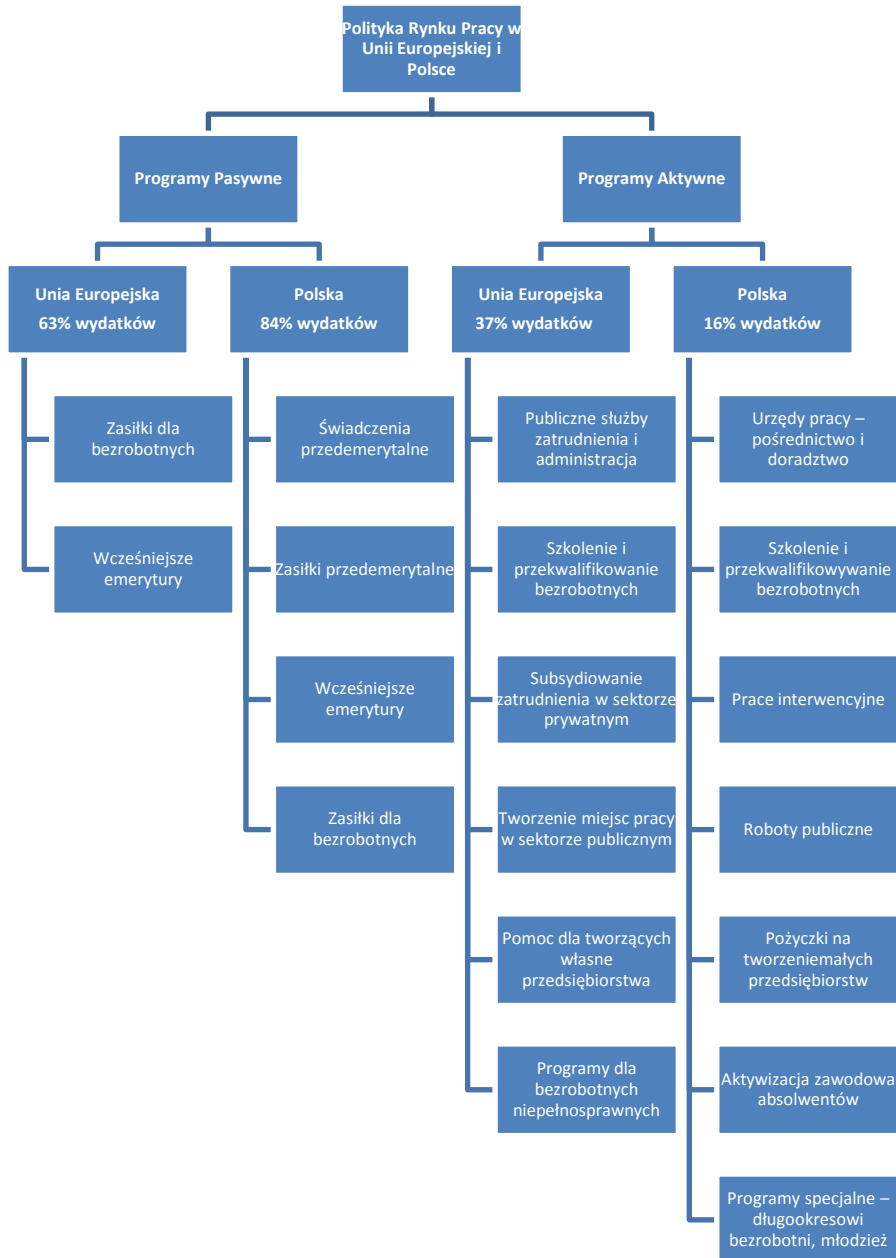 Polityka Rynku Pracy w
Unii Europejskiej i
Polsce
Programy Pasywne
Programy Aktywne
Unia Europejska
63% wydatków
Polska
84% wydatków
Unia Europejska
37% wydatków
Polska
16% wydatków
Zasiłki dla
bezrobotnych
Wcześniejsze
emerytury
Świadczenia
przedemerytalne
Zasiłki przedemerytalne
Wcześniejsze
emerytury
Zasiłki dla
bezrobotnych
Publiczne służby
zatrudnienia i
administracja
Szkolenie i
przekwalifikowanie
bezrobotnych
Subsydiowanie
zatrudnienia w sektorze
prywatnym
Tworzenie miejsc pracy
w sektorze publicznym
Pomoc dla tworzących
własne
przedsiębiorstwa
Programy dla
bezrobotnych
niepełnosprawnych
Urzędy pracy –
pośrednictwo i
doradztwo
Szkolenie i
przekwalifikowywanie
bezrobotnych
Prace interwencyjne
Roboty publiczne
Pożyczki na
tworzeniemałych
przedsiębiorstw
Aktywizacja zawodowa
absolwentów
Programy specjalne –
długookresowi
bezrobotni, młodzież